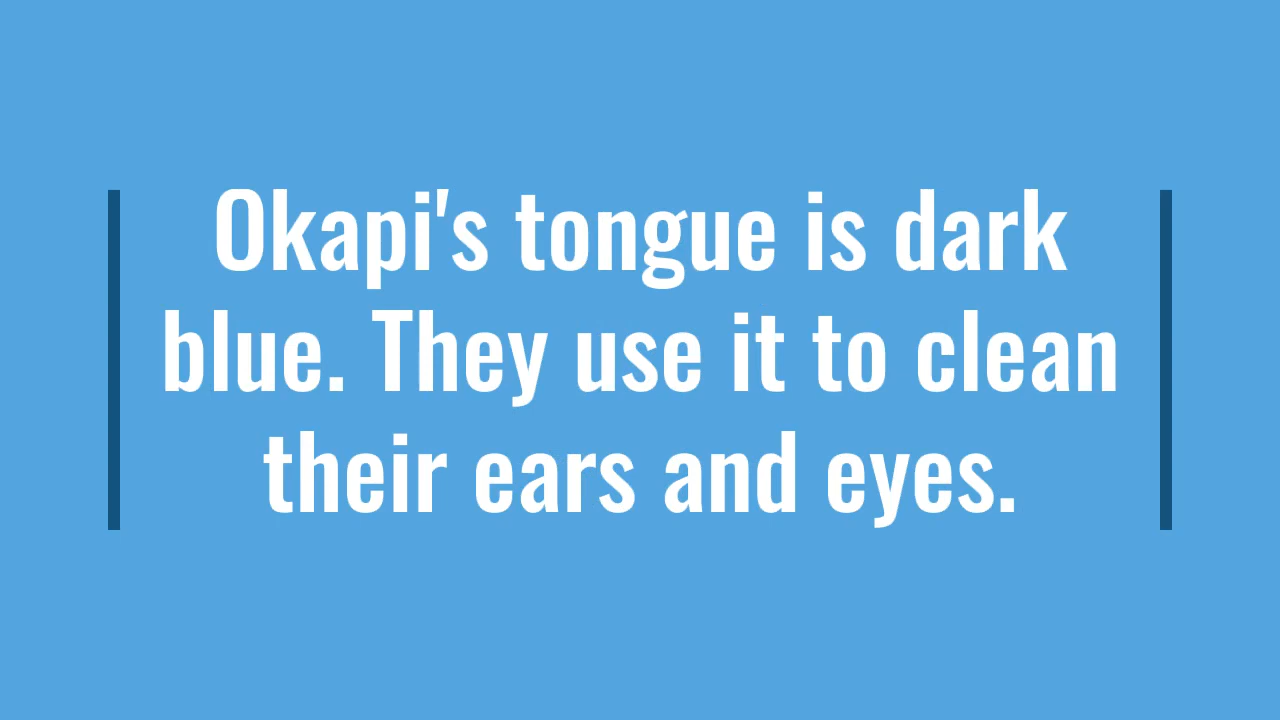 Okapi's tongue is dark
blue. They use it to clean
their ears and eyes.